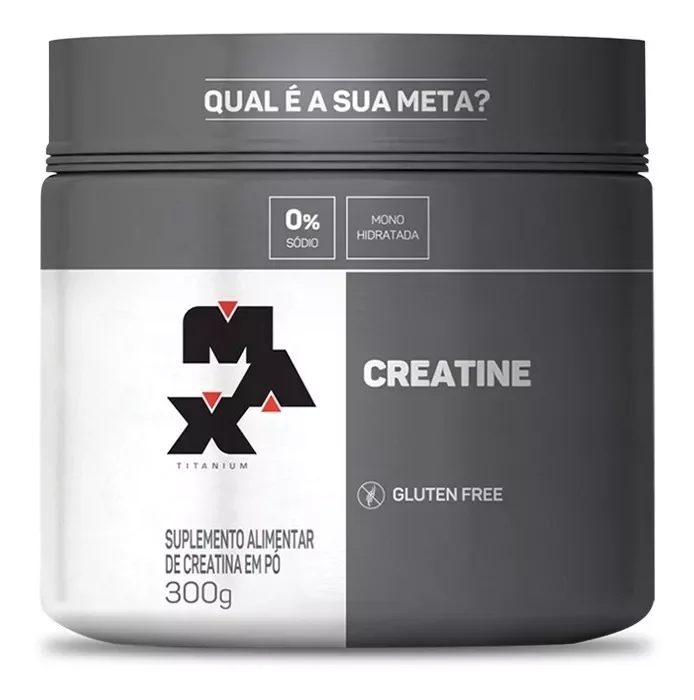 QUAL É A SUA META?
0%
SÓDIO
MONO
HIDRATADA
MAX
TITANIUM
CREATINE
GLUTEN FREE
SUPLEMENTO ALIMENTAR
DE CREATINA EM PÓ
300g